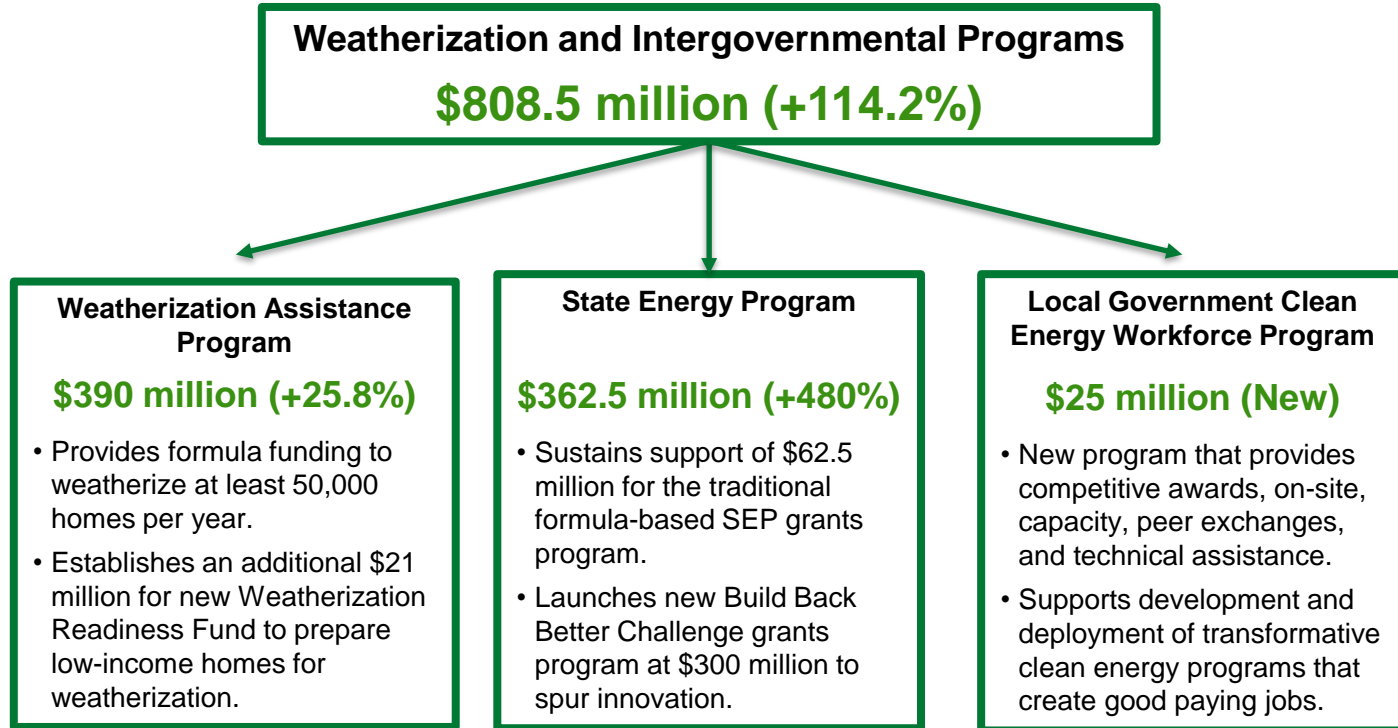 Weatherization and Intergovernmental Programs
$808.5 million (+114.2%)
Weatherization Assistance
Program
$390 million (+25.8%)
• Provides formula funding to
weatherize at least 50,000
homes per year.
• Establishes an additional $21
million for new Weatherization
Readiness Fund to prepare
low-income homes for
weatherization.
State Energy Program
$362.5 million (+480%)
• Sustains support of $62.5
million for the traditional
formula-based SEP grants
program.
• Launches new Build Back
Better Challenge grants
program at $300 million to
spur innovation.
Local Government Clean
Energy Workforce Program
$25 million (New)
• New program that provides
competitive awards, on-site,
capacity, peer exchanges,
and technical assistance.
• Supports development and
deployment of transformative
clean energy programs that
create good paying jobs.